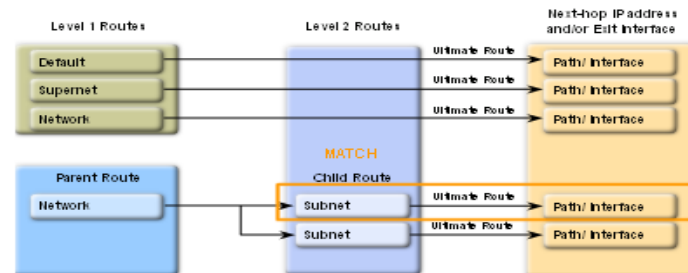 Level 1 Routes
Level 2 Routes
Next-hop IP address
and/or Exit Interface
Default
Ultimate Route
Path/ Interface
Supernet
Ultimate Route
Path/ Interface
Network
Ultimate Route
Path/ Interface
MATCH
Parent Route
Child Route
Network
Subnet
Ultimate Route
Path/ Interface
Subnet
Ultimate Route
Path/ Interface